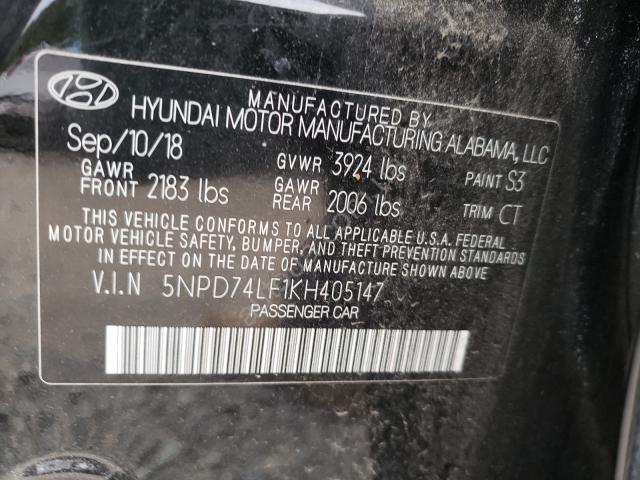 MANUFACTURED BY
HYUNDAI MOTOR MANUFACTURING ALABAMA, LLC
Sep/10/18 GVWR 3924 lbs PAINT S3
GAWR FRONT 2183 lbs GAWR REAR 2006 lbs TRIM CT
THIS VEHICLE CONFORMS TO ALL APPLICABLE U.S.A. FEDERAL
MOTOR VEHICLE SAFETY, BUMPER, AND THEFT PREVENTION STANDARDS
IN EFFECT ON THE DATE OF MANUFACTURE SHOWN ABOVE.
V.I.N 5NPD74LF1KH405147
PASSENGER CAR